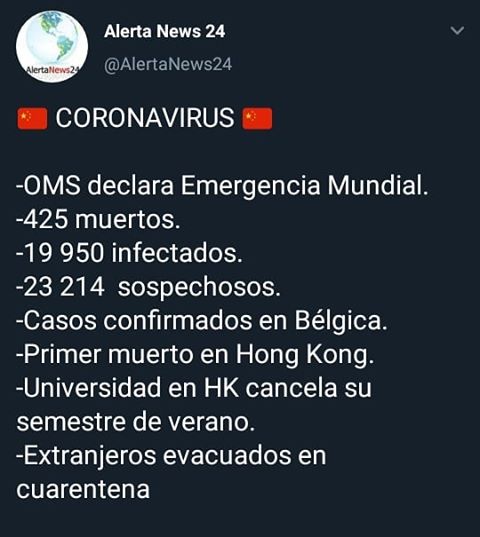 Alerta News 24
AlertaNews24
@AlertaNews24
🇨🇳 CORONAVIRUS 🇨🇳
-OMS declara Emergencia Mundial.
-425 muertos.
-19 950 infectados.
-23 214 sospechosos.
-Casos confirmados en Bélgica.
-Primer muerto en Hong Kong.
-Universidad en HK cancela su
semestre de verano.
-Extranjeros evacuados en
cuarentena